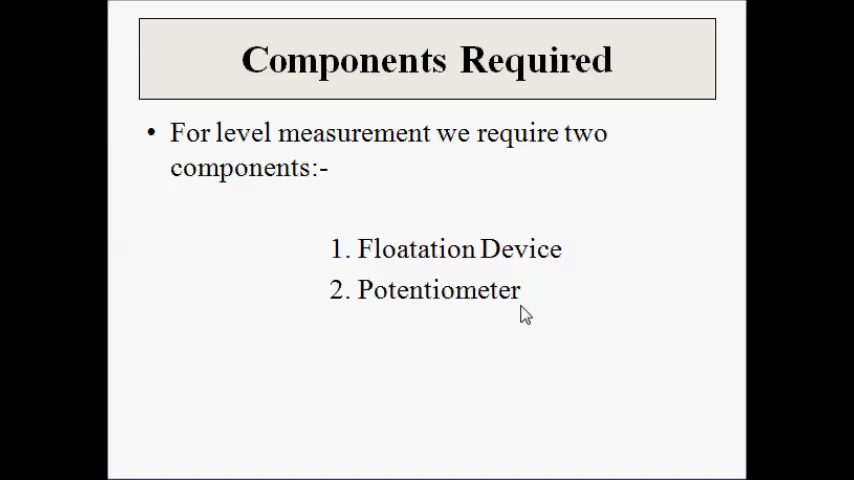 Components Required
• For level measurement we require two
components:-
1. Floatation Device
2. Potentiometer